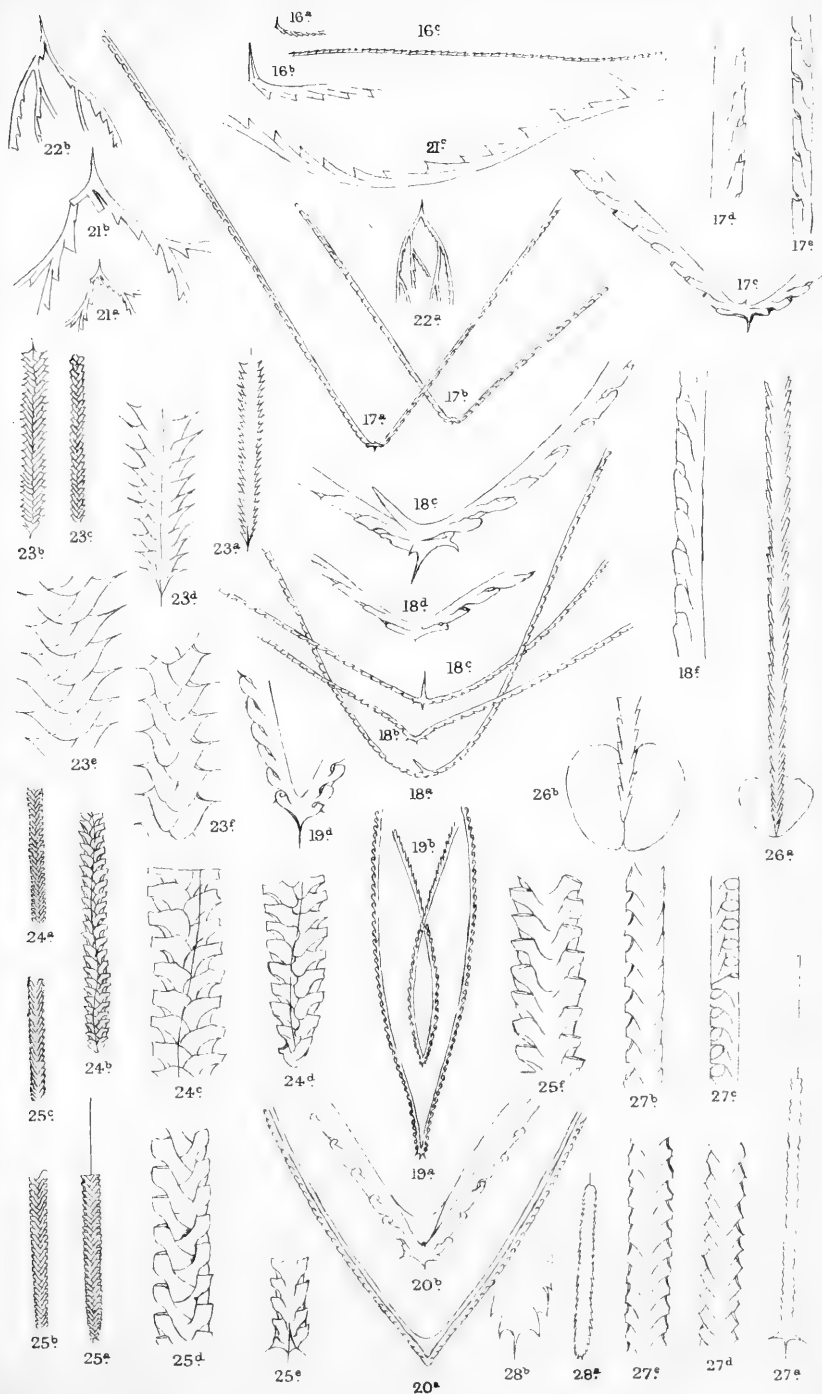 16ª.
16ᶜ.
16ᵇ.
22ᵇ.
21ᶜ.
17ᵈ.
21ᵇ.
17ᵉ.
17ᶜ.
21ª.
22ª.
17ª.
17ᵇ.
18ᵉ.
23ᵇ.
23ᶜ.
23ª.
23ᵈ.
18ᵈ.
18ᶜ.
18ᶠ.
18ᵇ.
23ᵉ.
18ª.
23ᶠ.
19ᵈ.
26ᵇ.
26ª.
19ᵇ.
24ª.
24ᵇ.
24ᶜ.
24ᵈ.
25ᶠ.
27ᵇ.
27ᶜ.
25ᶜ.
19ª.
20ᵇ.
25ᵇ.
25ª.
25ᵈ.
25ᵉ.
20ª.
28ᵇ.
28ª.
27ᵉ.
27ᵈ.
27ª.